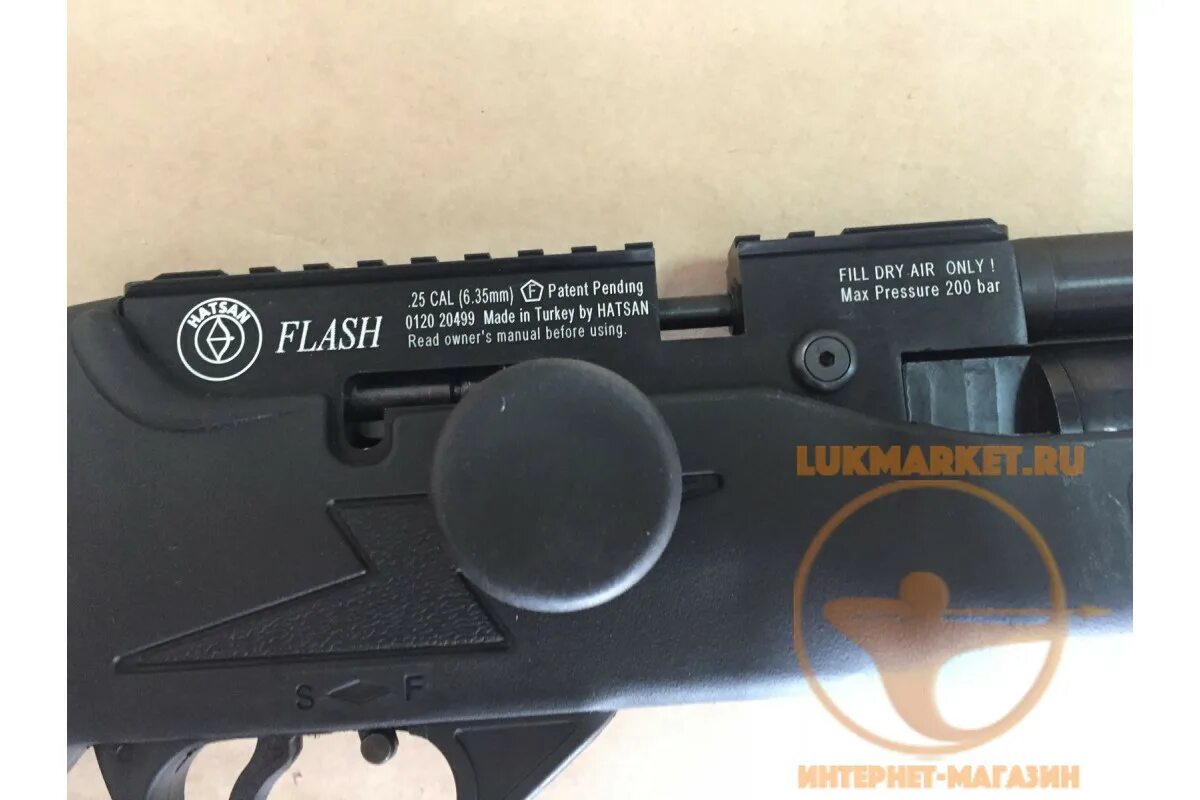 HATSAN
FLASH
.25 CAL (6.35mm) F Patent Pending
0120 20499 Made in Turkey by HATSAN
Read owner's manual before using.
FILL DRY AIR ONLY !
Max Pressure 200 bar
S F
LUKMARKET.RU
ИНТЕРНЕТ-МАГАЗИН